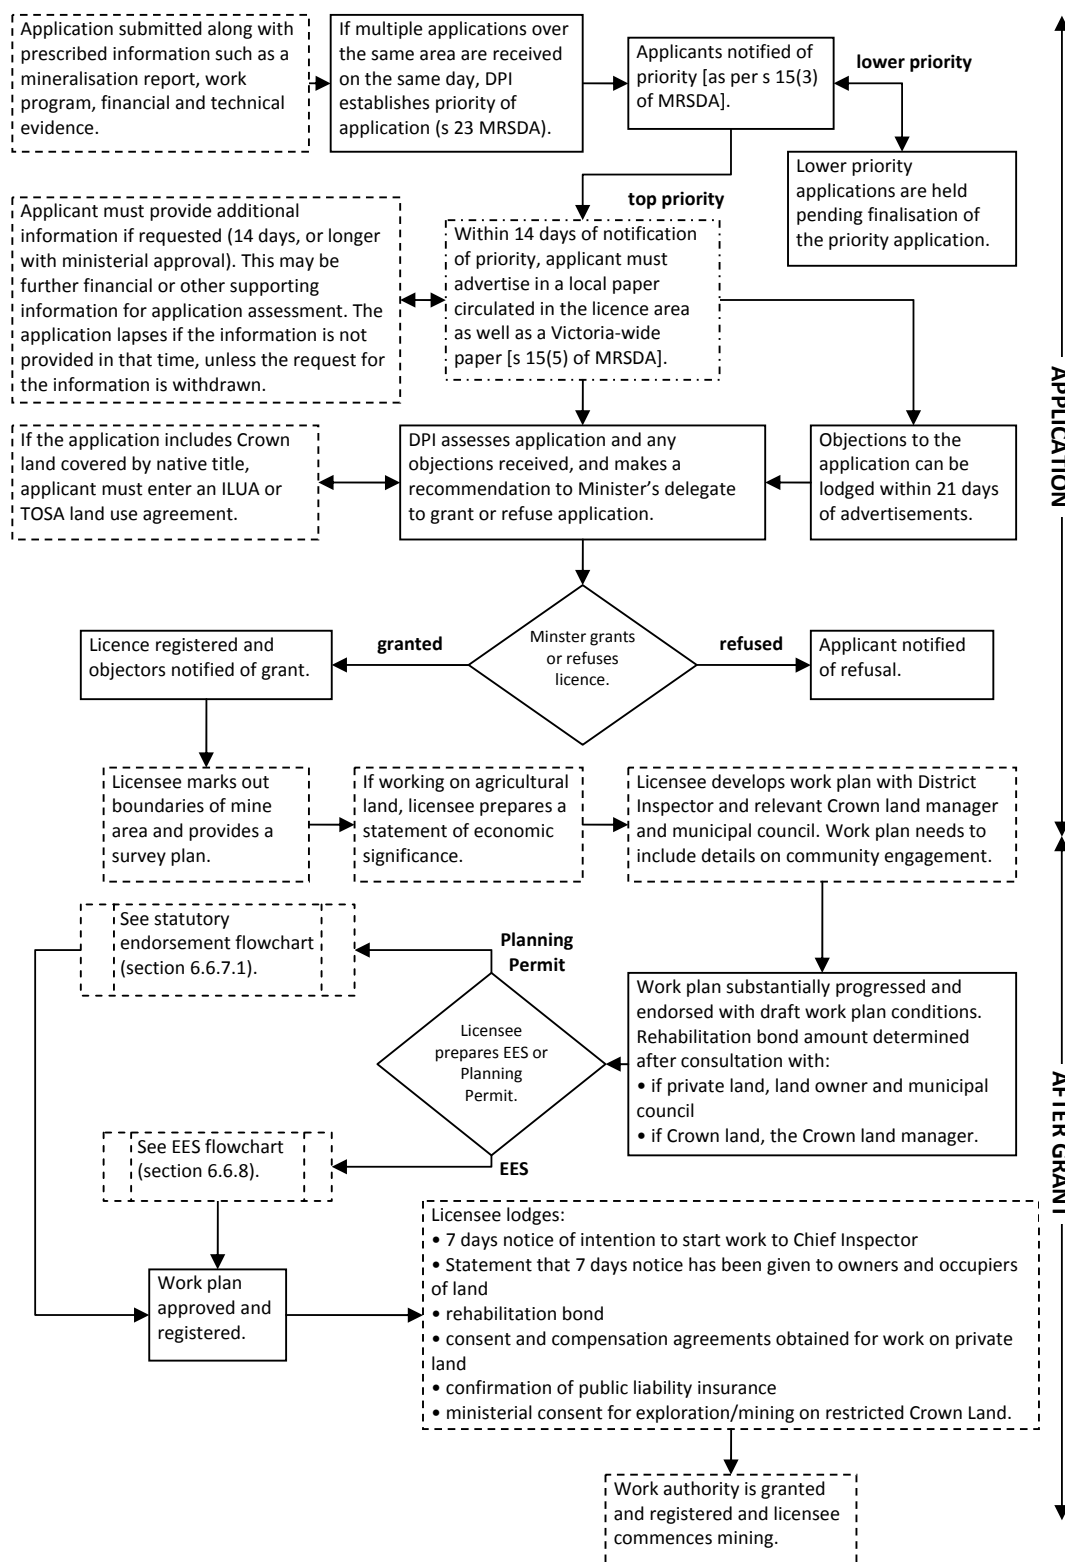 Application submitted along with
prescribed information such as a
mineralisation report, work
program, financial and technical
evidence.
If multiple applications over
the same area are received
on the same day, DPI
establishes priority of
application (s 23 MRSDA).
Applicants notified of
priority [as per s 15(3)
of MRSDA].
lower priority
Lower priority
applications are held
pending finalisation of
the priority application.
top priority
Applicant must provide additional
information if requested (14 days, or longer
with ministerial approval). This may be
further financial or other supporting
information for application assessment. The
application lapses if the information is not
provided in that time, unless the request for
the information is withdrawn.
Within 14 days of notification
of priority, applicant must
advertise in a local paper
circulated in the licence area
as well as a Victoria-wide
paper [s 15(5) of MRSDA].
APPLICATION
If the application includes Crown
land covered by native title,
applicant must enter an ILUA or
TOSA land use agreement.
DPI assesses application and any
objections received, and makes a
recommendation to Minister's delegate
to grant or refuse application.
Objections to the
application can be
lodged within 21 days
of advertisements.
Minster grants
or refuses
licence.
granted
refused
Licence registered and
objectors notified of grant.
Applicant notified
of refusal.
Licensee marks out
boundaries of mine
area and provides a
survey plan.
If working on agricultural
land, licensee prepares a
statement of economic
significance.
Licensee develops work plan with District
Inspector and relevant Crown land manager
and municipal council. Work plan needs to
include details on community engagement.
See statutory
endorsement flowchart
(section 6.6.7.1).
Planning
Permit
Licensee
prepares EES or
Planning
Permit.
Work plan substantially progressed and
endorsed with draft work plan conditions.
Rehabilitation bond amount determined
after consultation with:
• if private land, land owner and municipal
council
• if Crown land, the Crown land manager.
AFTER GRANT
See EES flowchart
(section 6.6.8).
EES
Work plan
approved and
registered.
Licensee lodges:
• 7 days notice of intention to start work to Chief Inspector
• Statement that 7 days notice has been given to owners and occupiers
of land
• rehabilitation bond
• consent and compensation agreements obtained for work on private
land
• confirmation of public liability insurance
• ministerial consent for exploration/mining on restricted Crown Land.
Work authority is granted
and registered and licensee
commences mining.